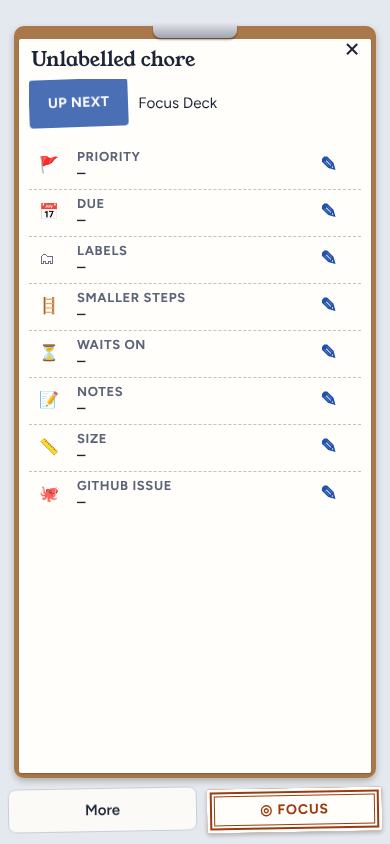 Unlabelled chore
UP NEXT Focus Deck
PRIORITY
–
DUE
–
LABELS
–
SMALLER STEPS
–
WAITS ON
–
NOTES
–
SIZE
–
GITHUB ISSUE
–
More
◎ FOCUS